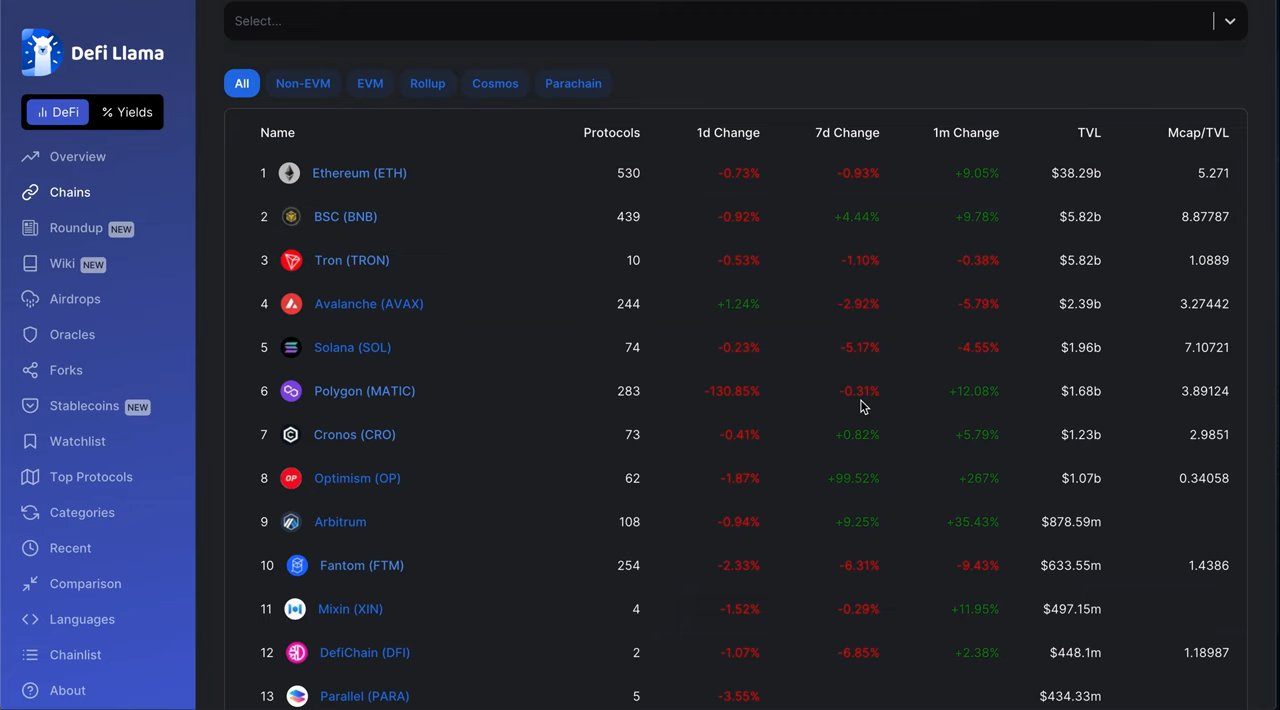 Select...
Defi Llama
All Non-EVM EVM Rollup Cosmos Parachain
DeFi % Yields
Overview
Chains
Roundup NEW
Wiki NEW
Airdrops
Oracles
Forks
Stablecoins NEW
Watchlist
Top Protocols
Categories
Recent
Comparison
Languages
Chainlist
About
Name Protocols 1d Change 7d Change 1m Change TVL Mcap/TVL
1 Ethereum (ETH) 530 -0.73% -0.93% +9.05% $38.29b 5.271
2 BSC (BNB) 439 -0.92% +4.44% +9.78% $5.82b 8.87787
3 Tron (TRON) 10 -0.53% -1.10% -0.38% $5.82b 1.0889
4 Avalanche (AVAX) 244 +1.24% -2.92% -5.79% $2.39b 3.27442
5 Solana (SOL) 74 -0.23% -5.17% -4.55% $1.96b 7.10721
6 Polygon (MATIC) 283 -130.85% -0.31% +12.08% $1.68b 3.89124
7 Cronos (CRO) 73 -0.41% +0.82% +5.79% $1.23b 2.9851
8 OP Optimism (OP) 62 -1.87% +99.52% +267% $1.07b 0.34058
9 Arbitrum 108 -0.94% +9.25% +35.43% $878.59m
10 Fantom (FTM) 254 -2.33% -6.31% -9.43% $633.55m 1.4386
11 Mixin (XIN) 4 -1.52% -0.29% +11.95% $497.15m
12 DefiChain (DFI) 2 -1.07% -6.85% +2.38% $448.1m 1.18987
13 Parallel (PARA) 5 -3.55% $434.33m